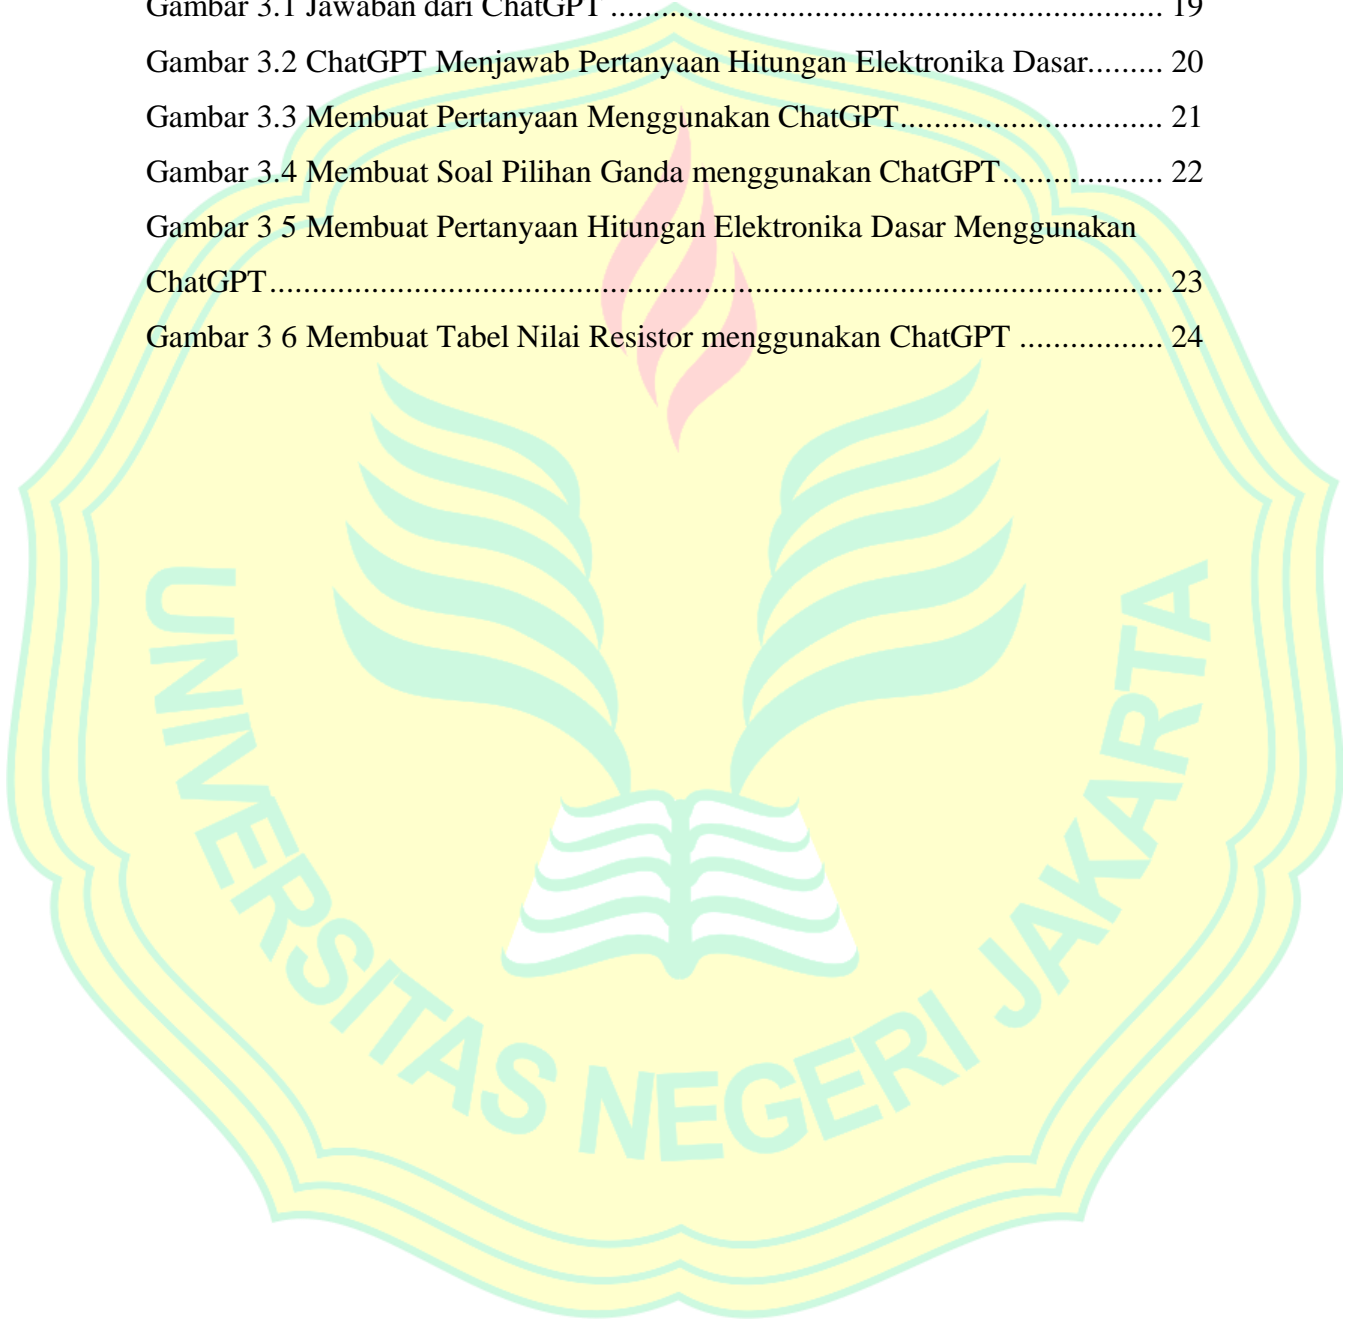 Gambar 3.1 Jawaban dari ChatGPT ................................................................. 19
Gambar 3.2 ChatGPT Menjawab Pertanyaan Hitungan Elektronika Dasar......... 20
Gambar 3.3 Membuat Pertanyaan Menggunakan ChatGPT............................... 21
Gambar 3.4 Membuat Soal Pilihan Ganda menggunakan ChatGPT................... 22
Gambar 3 5 Membuat Pertanyaan Hitungan Elektronika Dasar Menggunakan
ChatGPT.......................................................................................................... 23
Gambar 3 6 Membuat Tabel Nilai Resistor menggunakan ChatGPT ................. 24
UNIVERSITAS NEGERI JAKARTA